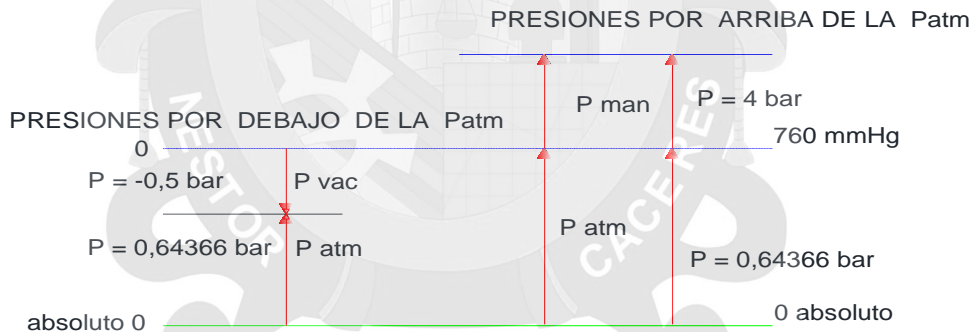 PRESIONES POR ARRIBA DE LA Patm
P man
P = 4 bar
PRESIONES POR DEBAJO DE LA Patm
760 mmHg
0
P = -0,5 bar
P vac
P atm
P = 0,64366 bar
P atm
P = 0,64366 bar
absoluto 0
0 absoluto
NESTOR
CACERES